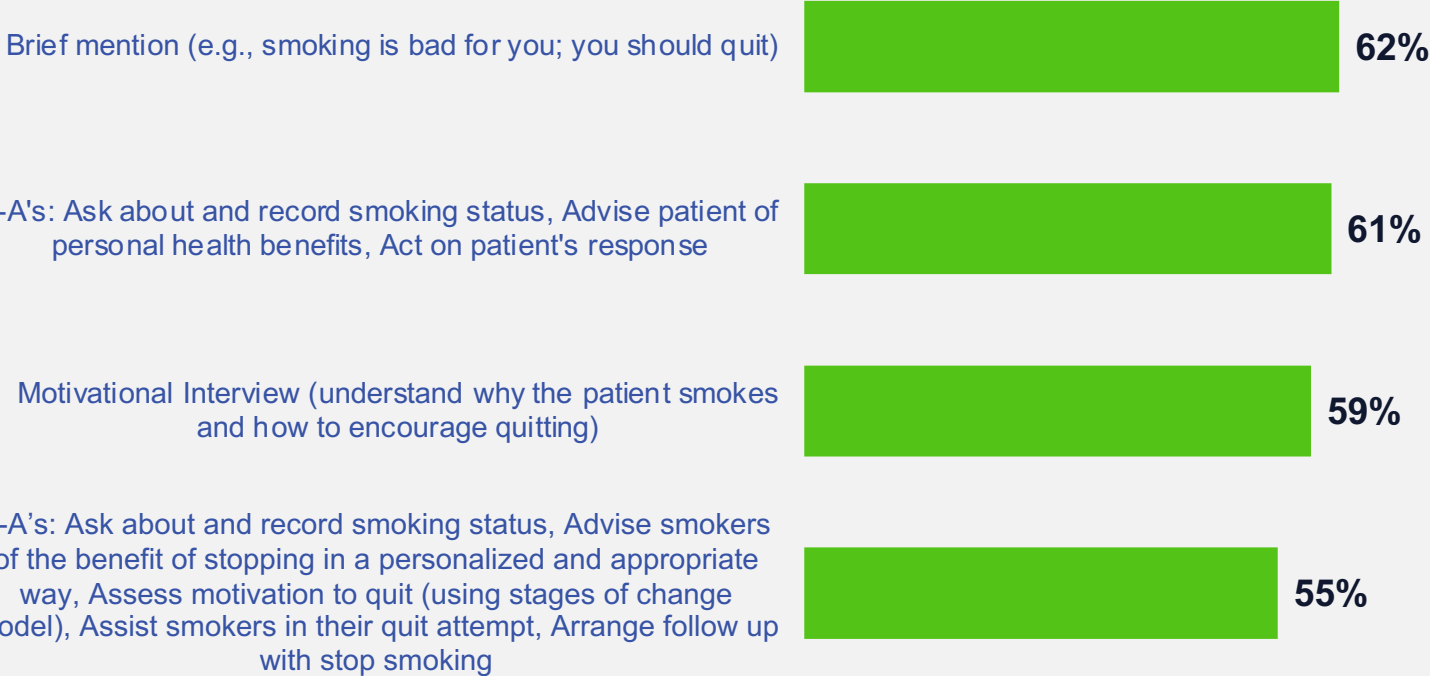 Brief mention (e.g., smoking is bad for you; you should quit)
62%
-A's: Ask about and record smoking status, Advise patient of
personal health benefits, Act on patient's response
61%
Motivational Interview (understand why the patient smokes
and how to encourage quitting)
59%
-A’s: Ask about and record smoking status, Advise smokers
of the benefit of stopping in a personalized and appropriate
way, Assess motivation to quit (using stages of change
odel), Assist smokers in their quit attempt, Arrange follow up
with stop smoking
55%